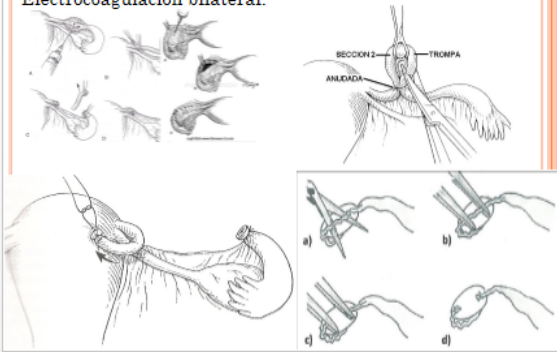 Electrocoagulación bilateral.
A
B
C
D
SECCION 2
TROMPA
ANUDADA
a)
b)
c)
d)